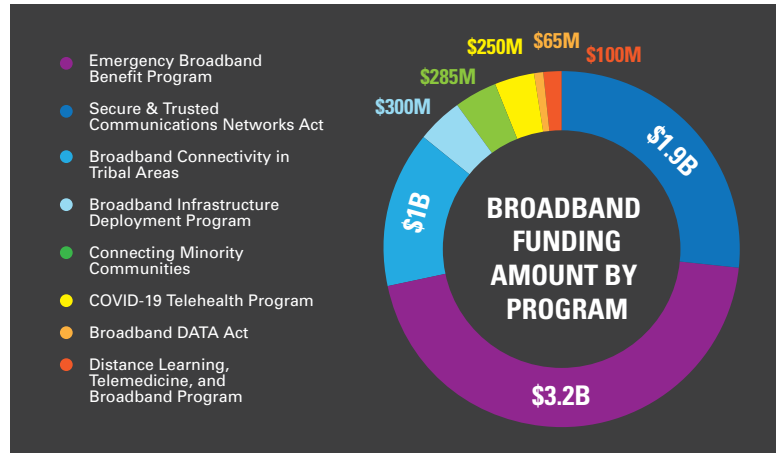 Emergency Broadband
Benefit Program
Secure & Trusted
Communications Networks Act
Broadband Connectivity in
Tribal Areas
Broadband Infrastructure
Deployment Program
Connecting Minority
Communities
COVID-19 Telehealth Program
Broadband DATA Act
Distance Learning,
Telemedicine, and
Broadband Program
$300M
$285M
$250M
$65M
$100M
$1.9B
$1B
$3.2B
BROADBAND
FUNDING
AMOUNT BY
PROGRAM